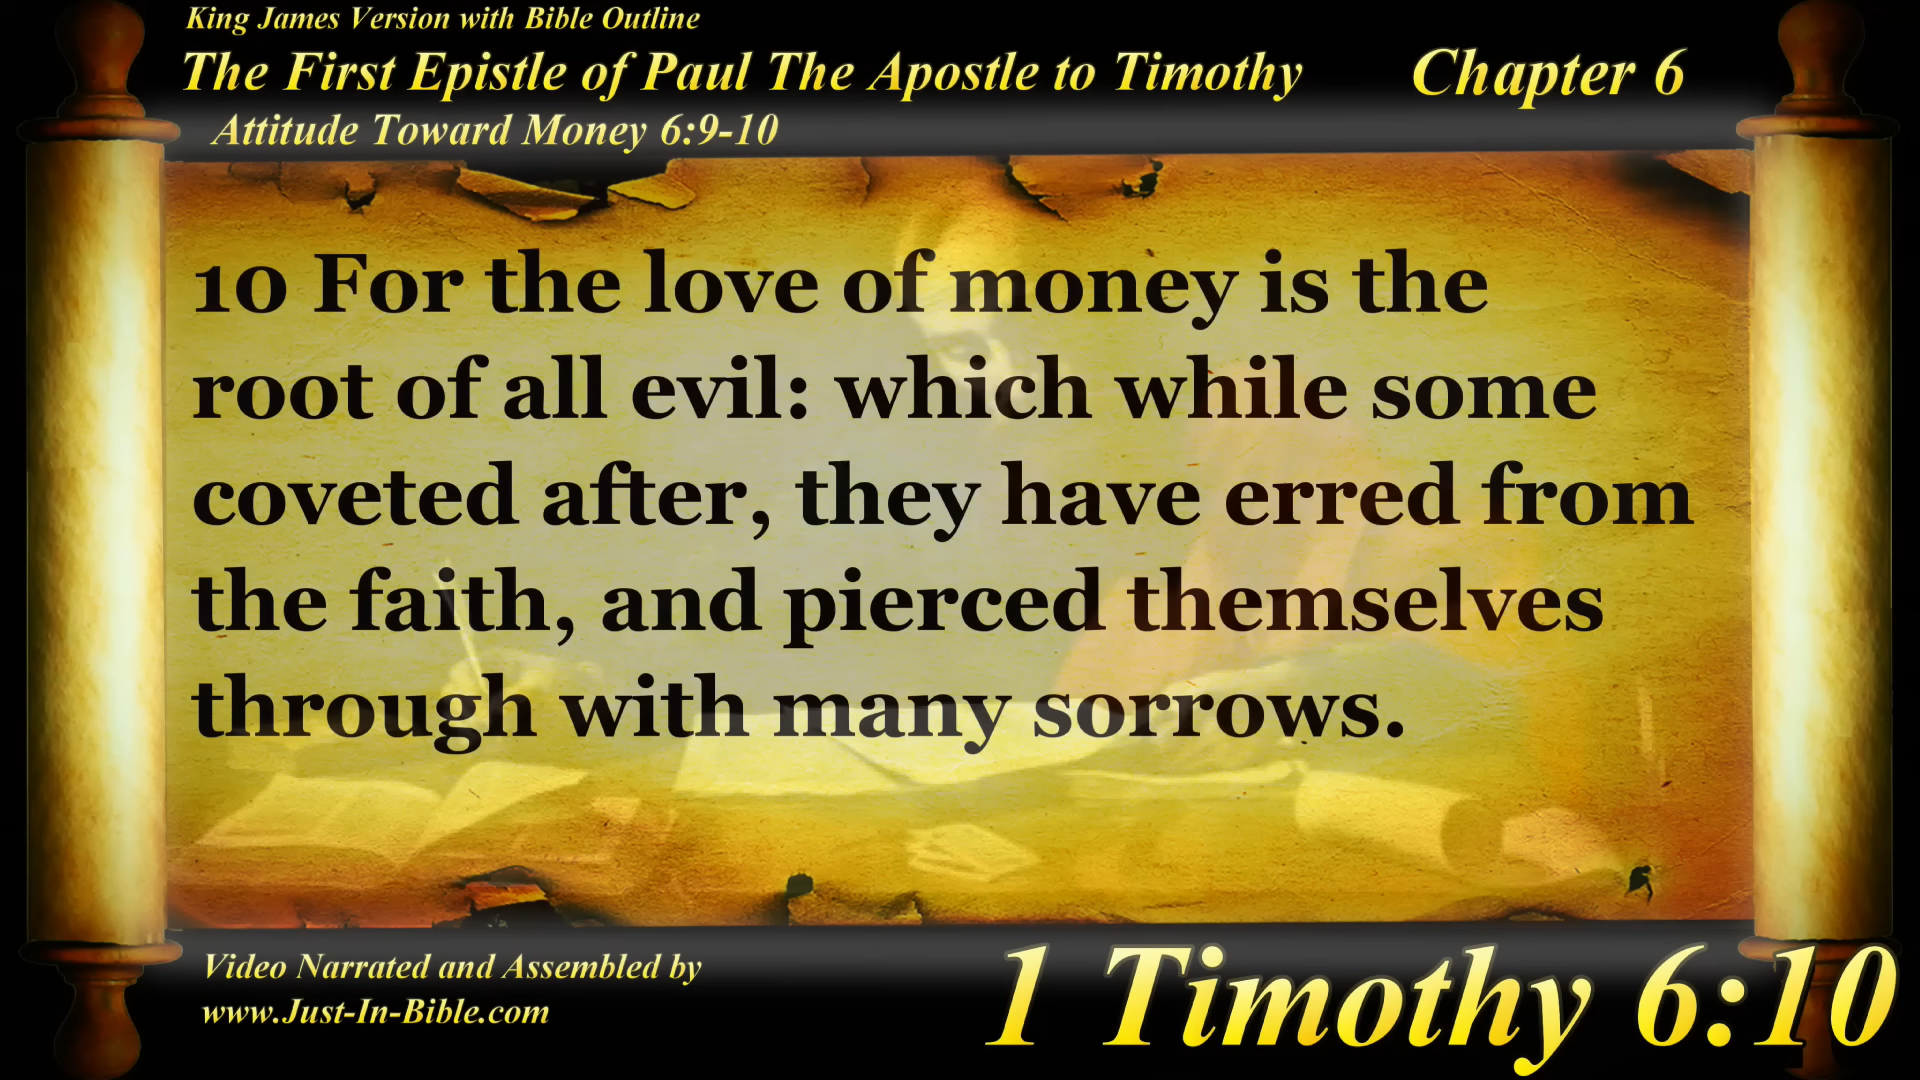 King James Version with Bible Outline
The First Epistle of Paul The Apostle to Timothy
Chapter 6
Attitude Toward Money 6:9-10
10 For the love of money is the
root of all evil: which while some
coveted after, they have erred from
the faith, and pierced themselves
through with many sorrows.
Video Narrated and Assembled by
www.Just-In-Bible.com
1 Timothy 6:10